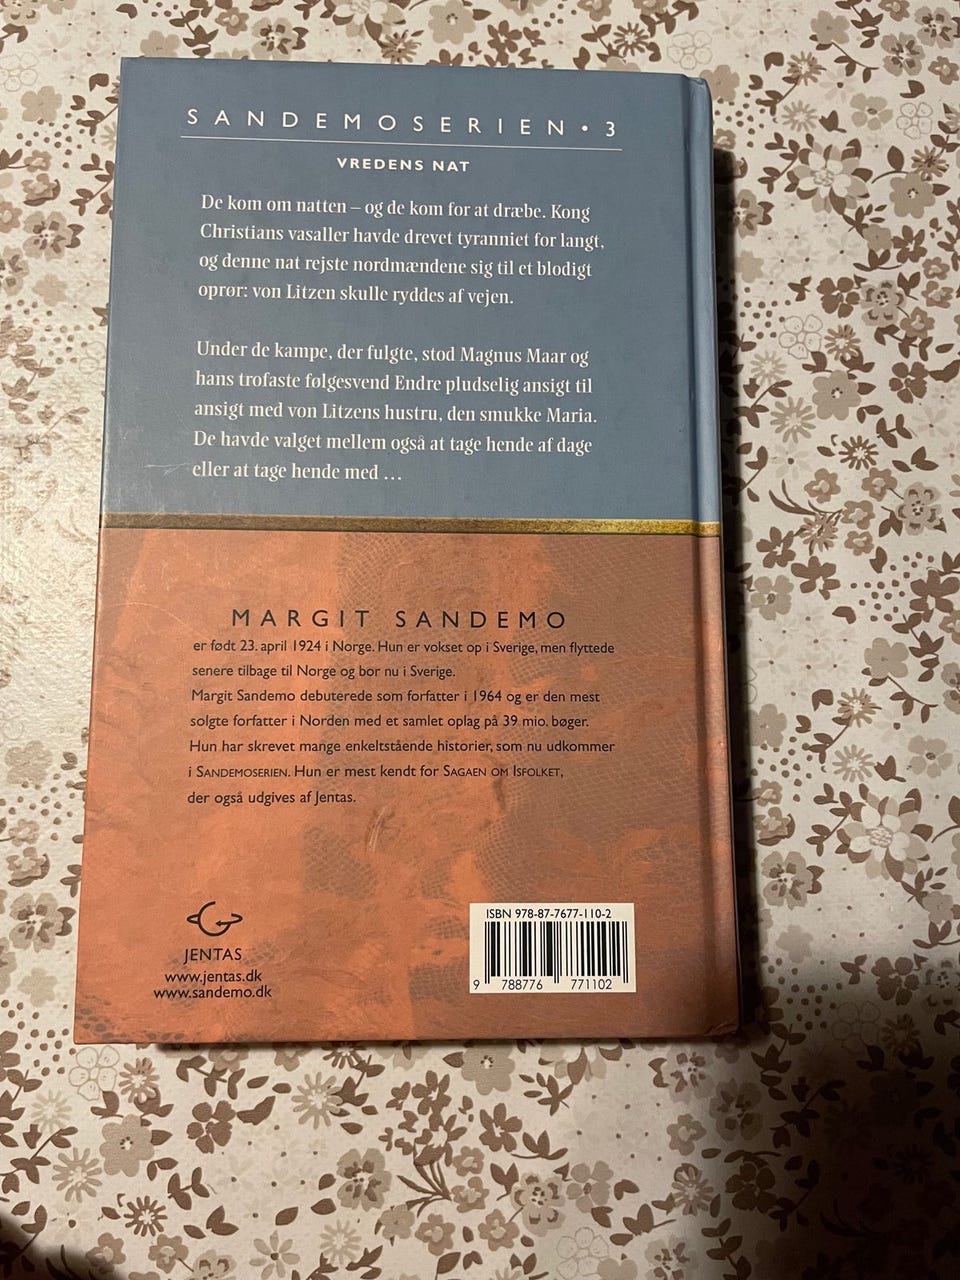 SANDEMOSERIEN • 3
VREDENS NAT
De kom om natten – og de kom for at dræbe. Kong
Christians vasaller havde drevet tyranniet for langt,
og denne nat rejste nordmændene sig til et blodigt
oprør: von Litzen skulle ryddes af vejen.
Under de kampe, der fulgte, stod Magnus Maar og
hans trofaste følgesvend Endre pludselig ansigt til
ansigt med von Litzens hustru, den smukke Maria.
De havde valget mellem også at tage hende af dage
eller at tage hende med ...
MARGIT SANDEMO
er født 23. april 1924 i Norge. Hun er vokset op i Sverige, men flyttede
senere tilbage til Norge og bor nu i Sverige.
Margit Sandemo debuterede som forfatter i 1964 og er den mest
solgte forfatter i Norden med et samlet oplag på 39 mio. bøger.
Hun har skrevet mange enkeltstående historier, som nu udkommer
i SANDEMOSERIEN. Hun er mest kendt for SAGAEN OM ISFOLKET,
der også udgives af Jentas.
JENTAS
www.jentas.dk
www.sandemo.dk
ISBN 978-87-7677-110-2
9 788776 771102